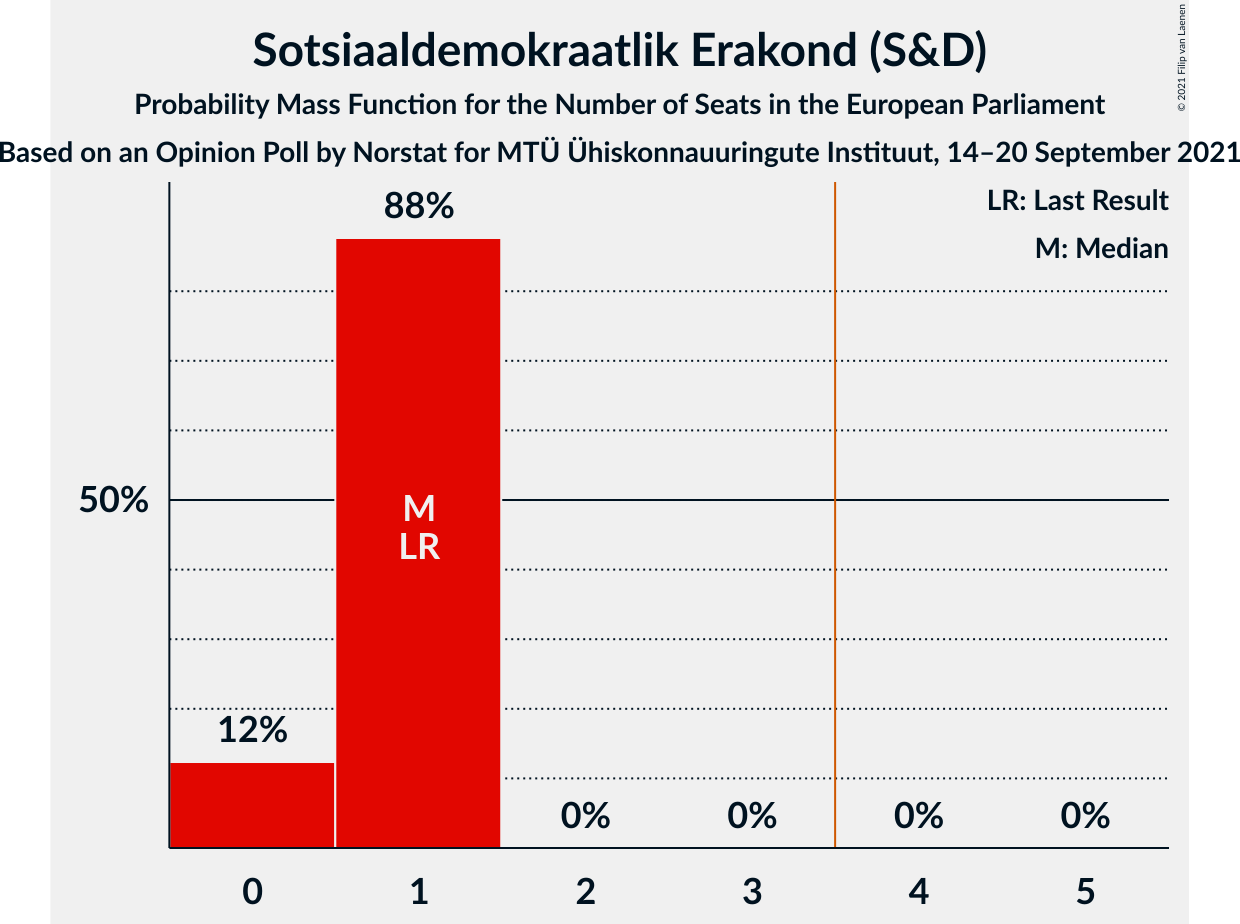 Sotsiaaldemokraatlik Erakond (S&D)
Probability Mass Function for the Number of Seats in the European Parliament
Based on an Opinion Poll by Norstat for MTÜ Ühiskonnauuringute Instituut, 14–20 September 2021
© 2021 Filip van Laenen
LR: Last Result
M: Median
88%
50%
M
LR
12%
0%
0%
0%
0%
0
1
2
3
4
5